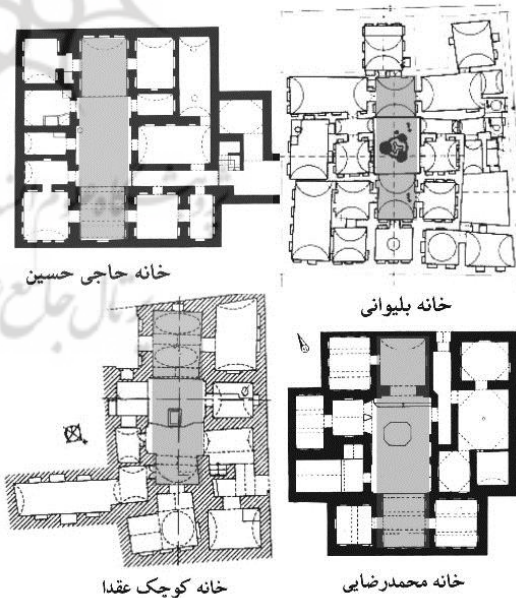 خانه حاجی حسین
خانه بلیوانی
خانه کوچک عقدا
خانه محمدرضایی